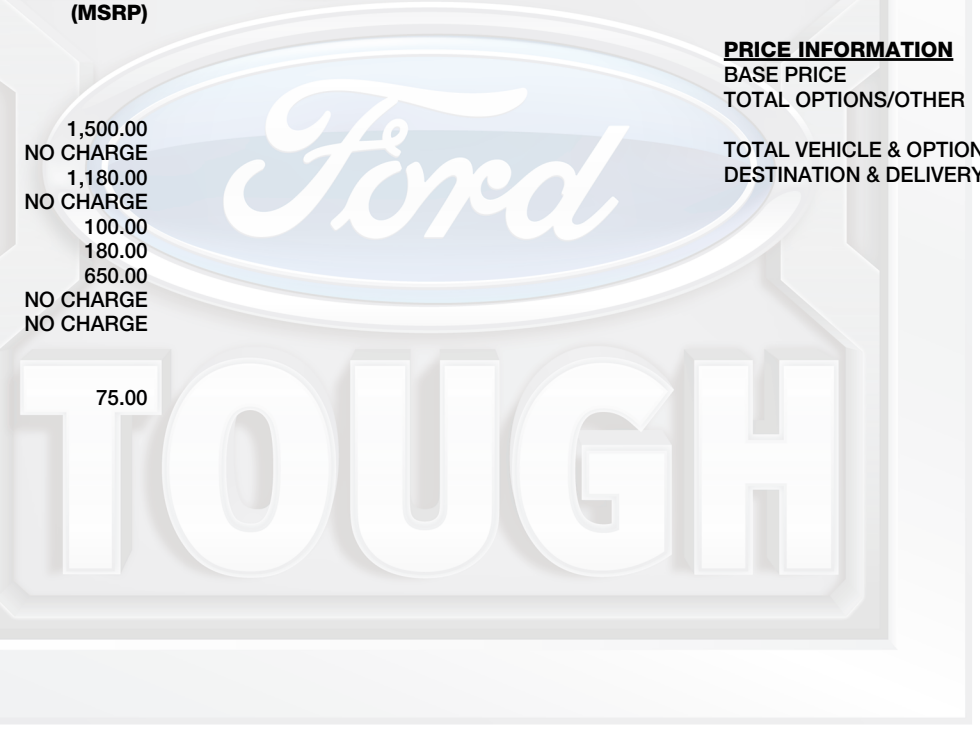 (MSRP)
1,500.00
NO CHARGE
1,180.00
NO CHARGE
100.00
180.00
650.00
NO CHARGE
NO CHARGE
75.00
PRICE INFORMATION
BASE PRICE
TOTAL OPTIONS/OTHER
TOTAL VEHICLE & OPTION
DESTINATION & DELIVERY
Ford
TOUGH